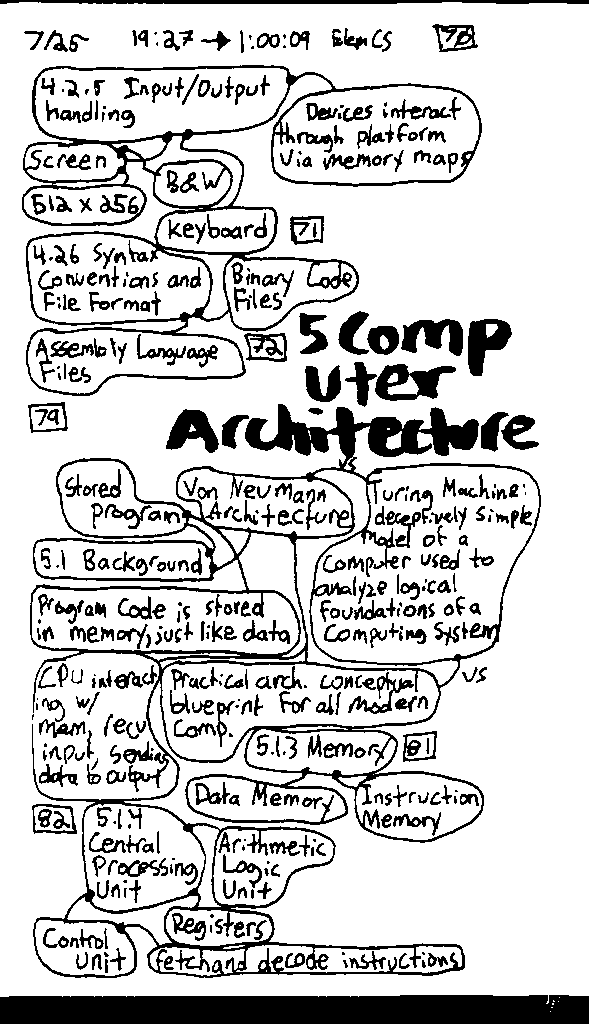 7/25 19:27 → 1:00:09 Elem CS 70
4.2.5 Input/Output
handling
Devices interact
through platform
via memory maps
Screen
B&W
512 x 256
keyboard 71
4.26 Syntax
Conventions and
File Format
Binary Code
Files
Assembly Language
Files
72
5 Comp
uter
Architecture
79
Stored
program
Von Neumann
Architecture
vs
Turing Machine:
deceptively simple
model of a
Computer used to
analyze logical
foundations of a
Computing System
5.1 Background
Program Code is stored
in memory, just like data
CPU interact
ing w/
mem, recv
input, sending
data to output
Practical arch. conceptual
blueprint for all modern
Comp.
vs
5.1.3 Memory 81
Data Memory
Instruction
Memory
82
5.1.4
Central
Processing
Unit
Arithmetic
Logic
Unit
Registers
Control
Unit
fetch and decode instructions